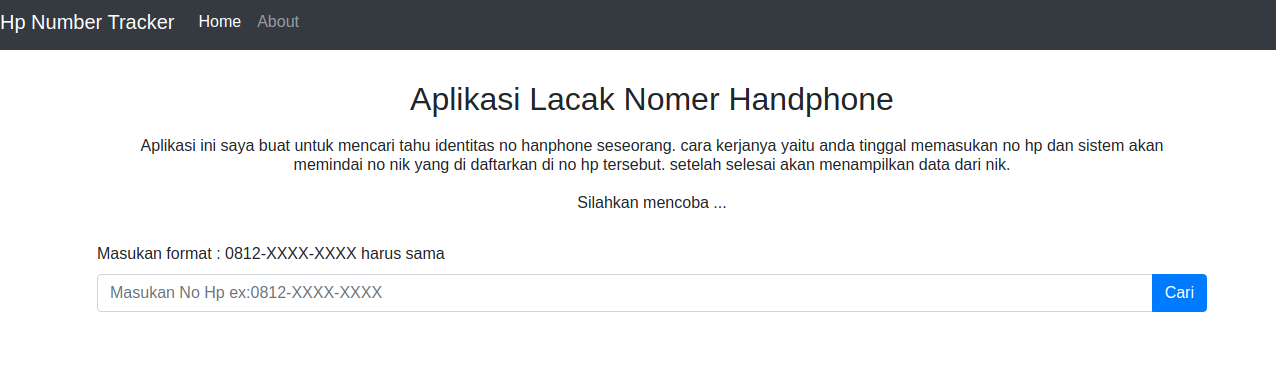 Hp Number Tracker Home About
Aplikasi Lacak Nomer Handphone
Aplikasi ini saya buat untuk mencari tahu identitas no hanphone seseorang. cara kerjanya yaitu anda tinggal memasukan no hp dan sistem akan
memindai no nik yang di daftarkan di no hp tersebut. setelah selesai akan menampilkan data dari nik.
Silahkan mencoba ...
Masukan format : 0812-XXXX-XXXX harus sama
Masukan No Hp ex:0812-XXXX-XXXX Cari